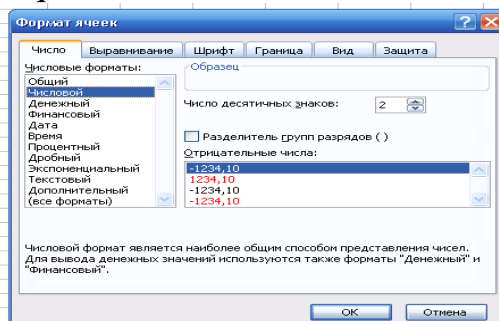 Формат ячеек
Число Выравнивание Шрифт Граница Вид Защита
Числовые форматы:
Образец
Общий
Числовой
Денежный
Финансовый
Дата
Время
Процентный
Дробный
Экспоненциальный
Текстовый
Дополнительный
(все форматы)
Число десятичных знаков: 2
Разделитель групп разрядов ( )
Отрицательные числа:
-1234,10
1234,10
-1234,10
-1234,10
Числовой формат является наиболее общим способом представления чисел.
Для вывода денежных значений используются также форматы "Денежный" и
"Финансовый".
ОК Отмена